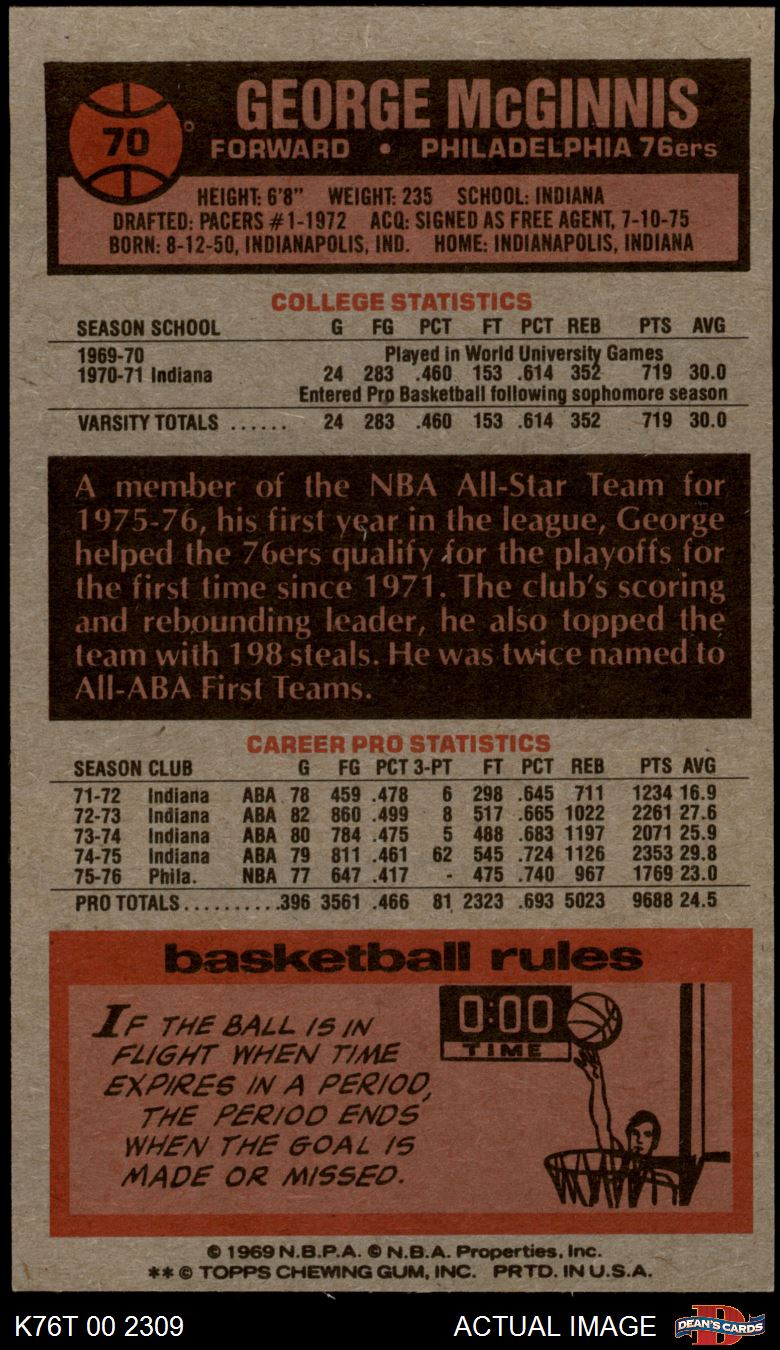 70
GEORGE McGINNIS
FORWARD • PHILADELPHIA 76ers
HEIGHT: 6'8" WEIGHT: 235 SCHOOL: INDIANA
DRAFTED: PACERS #1-1972 ACQ: SIGNED AS FREE AGENT, 7-10-75
BORN: 8-12-50, INDIANAPOLIS, IND. HOME: INDIANAPOLIS, INDIANA
COLLEGE STATISTICS
SEASON SCHOOL G FG PCT FT PCT REB PTS AVG
1969-70 Played in World University Games
1970-71 Indiana 24 283 .460 153 .614 352 719 30.0
Entered Pro Basketball following sophomore season
VARSITY TOTALS ...... 24 283 .460 153 .614 352 719 30.0
A member of the NBA All-Star Team for
1975-76, his first year in the league, George
helped the 76ers qualify for the playoffs for
the first time since 1971. The club's scoring
and rebounding leader, he also topped the
team with 198 steals. He was twice named to
All-ABA First Teams.
CAREER PRO STATISTICS
SEASON CLUB G FG PCT 3-PT FT PCT REB PTS AVG
71-72 Indiana ABA 78 459 .478 6 298 .645 711 1234 16.9
72-73 Indiana ABA 82 860 .499 8 517 .665 1022 2261 27.6
73-74 Indiana ABA 80 784 .475 5 488 .683 1197 2071 25.9
74-75 Indiana ABA 79 811 .461 62 545 .724 1126 2353 29.8
75-76 Phila. NBA 77 647 .417 - 475 .740 967 1769 23.0
PRO TOTALS..........396 3561 .466 81 2323 .693 5023 9688 24.5
basketball rules
IF THE BALL IS IN
FLIGHT WHEN TIME
EXPIRES IN A PERIOD,
THE PERIOD ENDS
WHEN THE GOAL IS
MADE OR MISSED.
0:00
TIME
© 1969 N.B.P.A. © N.B.A. Properties, Inc.
** © TOPPS CHEWING GUM, INC. PRTD. IN U.S.A.
K76T 00 2309 ACTUAL IMAGE D DEAN'S CARDS